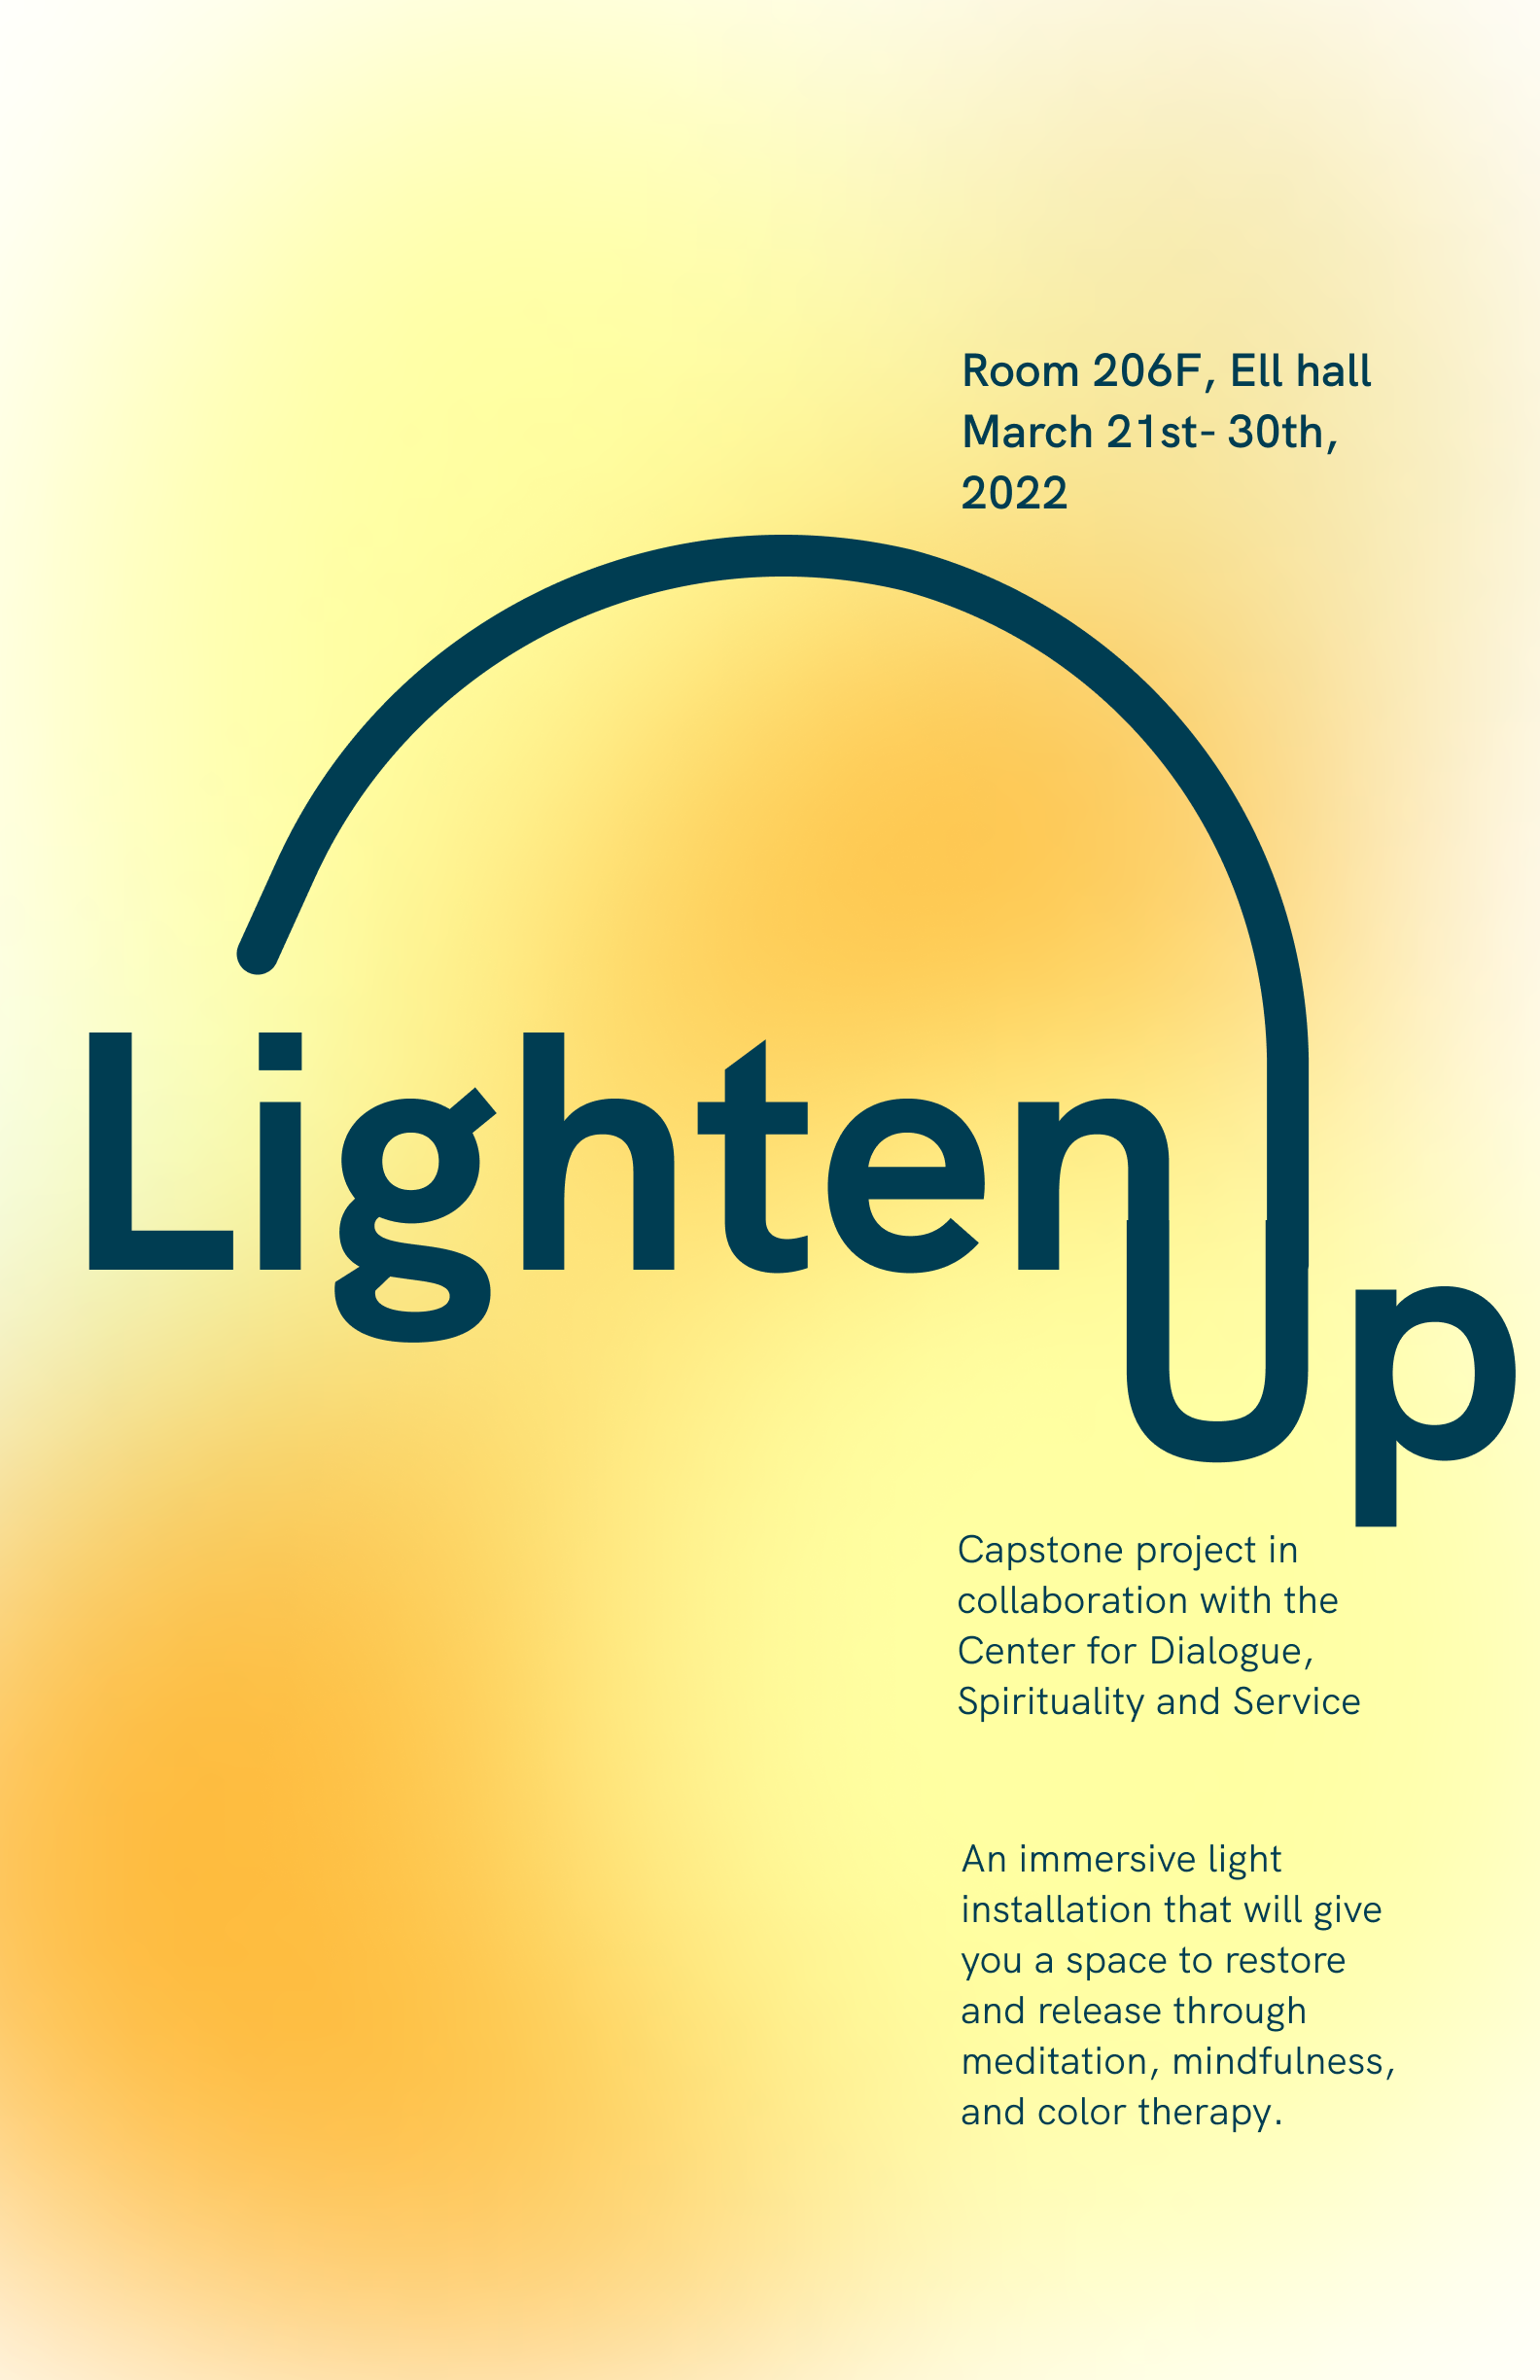 Room 206F, Ell hall
March 21st- 30th,
2022
Lighten
Up
Capstone project in
collaboration with the
Center for Dialogue,
Spirituality and Service
An immersive light
installation that will give
you a space to restore
and release through
meditation, mindfulness,
and color therapy.